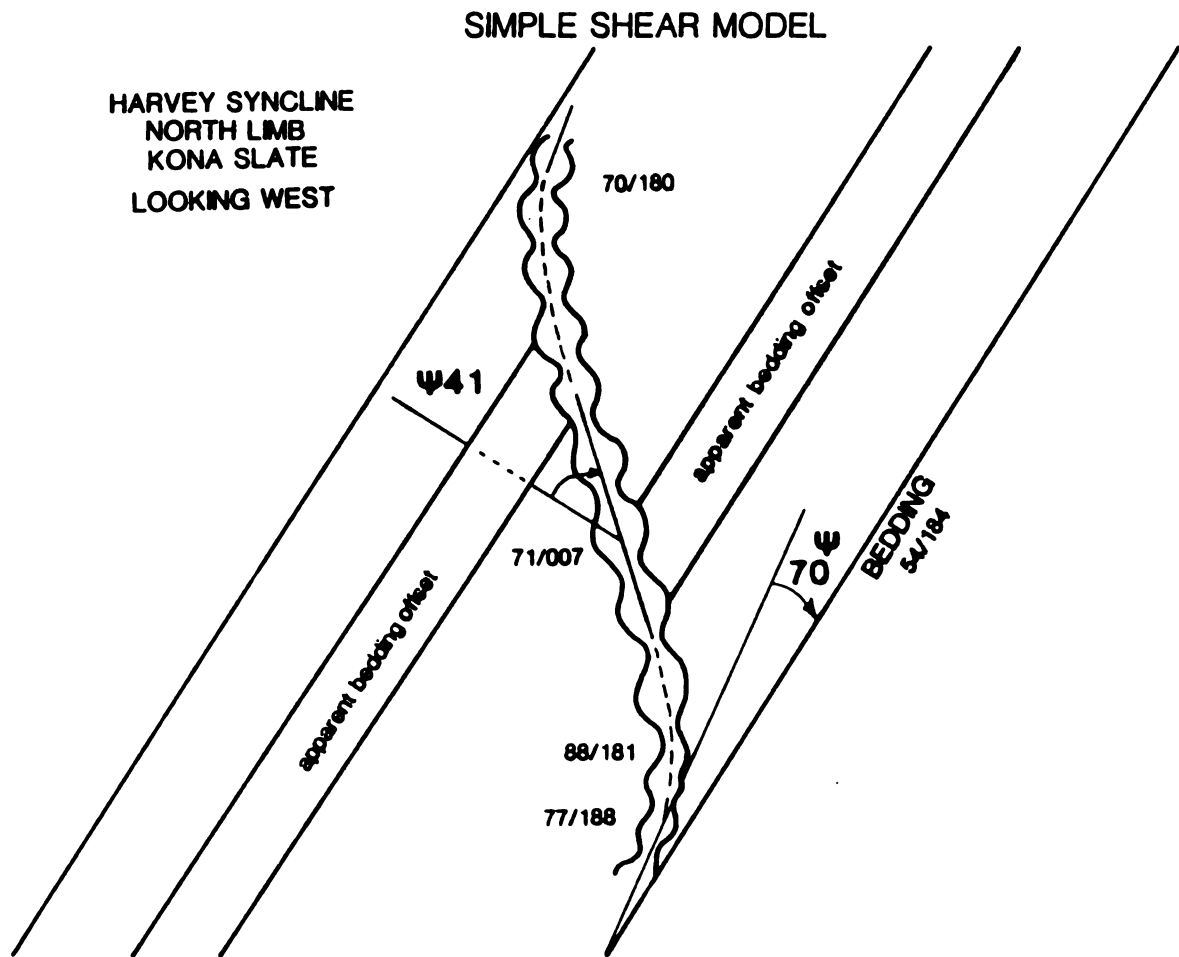 SIMPLE SHEAR MODEL
HARVEY SYNCLINE
NORTH LIMB
KONA SLATE
LOOKING WEST
70/180
apparent bedding offset
Ψ41
71/007
BEDDING
54/184
70Ψ
apparent bedding offset
88/181
77/188